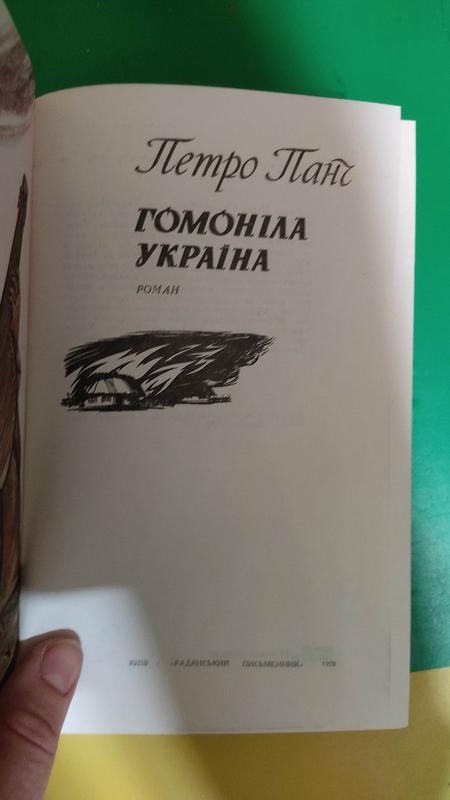 Петро Панч
ГОМОНІЛА
УКРАЇНА
РОМАН
КИЇВ · «РАДЯНСЬКИЙ ПИСЬМЕННИК»